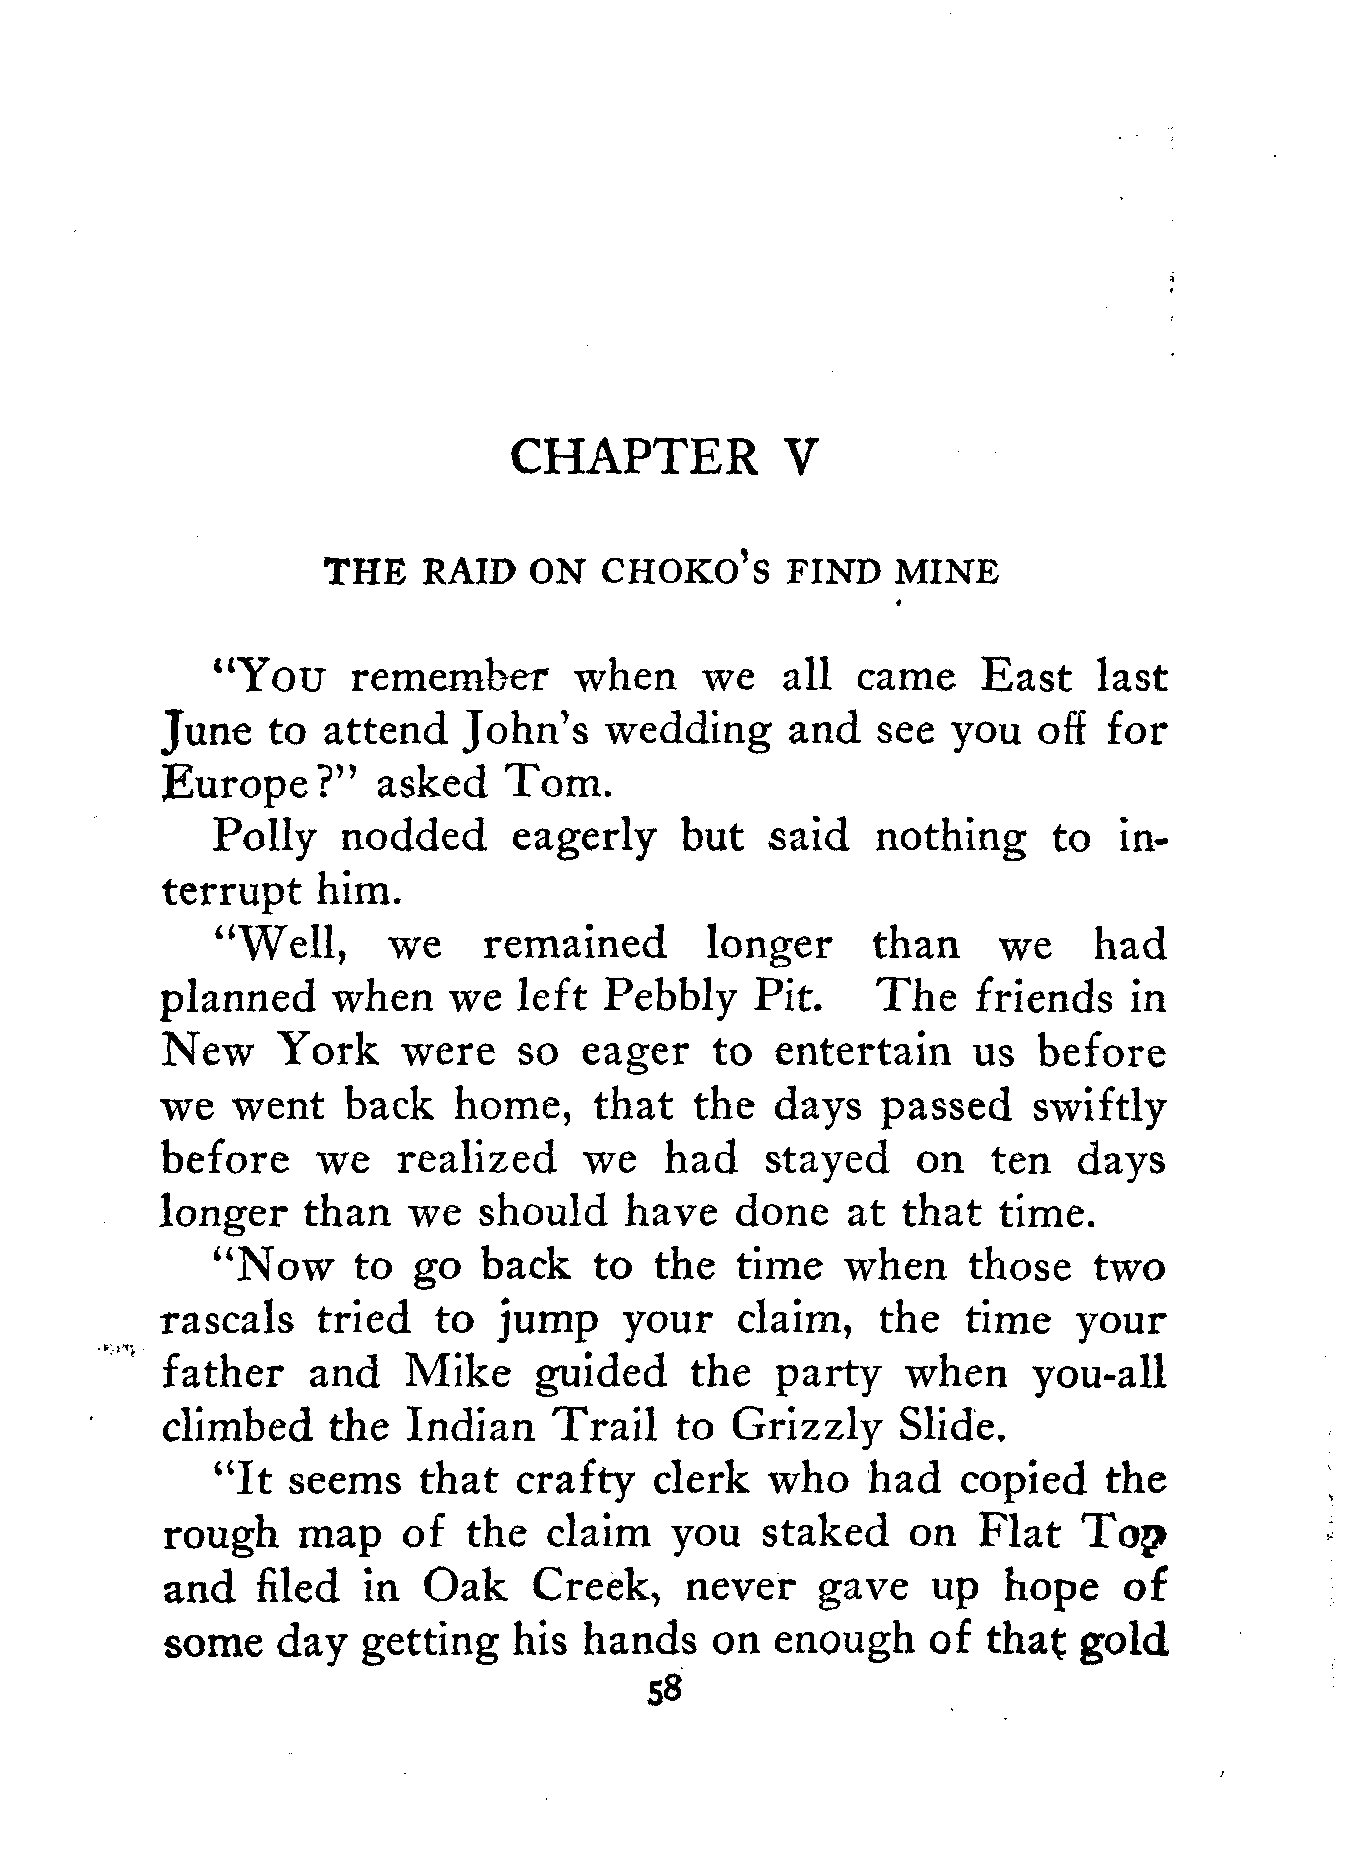 CHAPTER V
THE RAID ON CHOKO'S FIND MINE
"You remember when we all came East last
June to attend John's wedding and see you off for
Europe?" asked Tom.
Polly nodded eagerly but said nothing to in-
terrupt him.
"Well, we remained longer than we had
planned when we left Pebbly Pit. The friends in
New York were so eager to entertain us before
we went back home, that the days passed swiftly
before we realized we had stayed on ten days
longer than we should have done at that time.
"Now to go back to the time when those two
rascals tried to jump your claim, the time your
father and Mike guided the party when you-all
climbed the Indian Trail to Grizzly Slide.
"It seems that crafty clerk who had copied the
rough map of the claim you staked on Flat Top
and filed in Oak Creek, never gave up hope of
some day getting his hands on enough of that gold
58